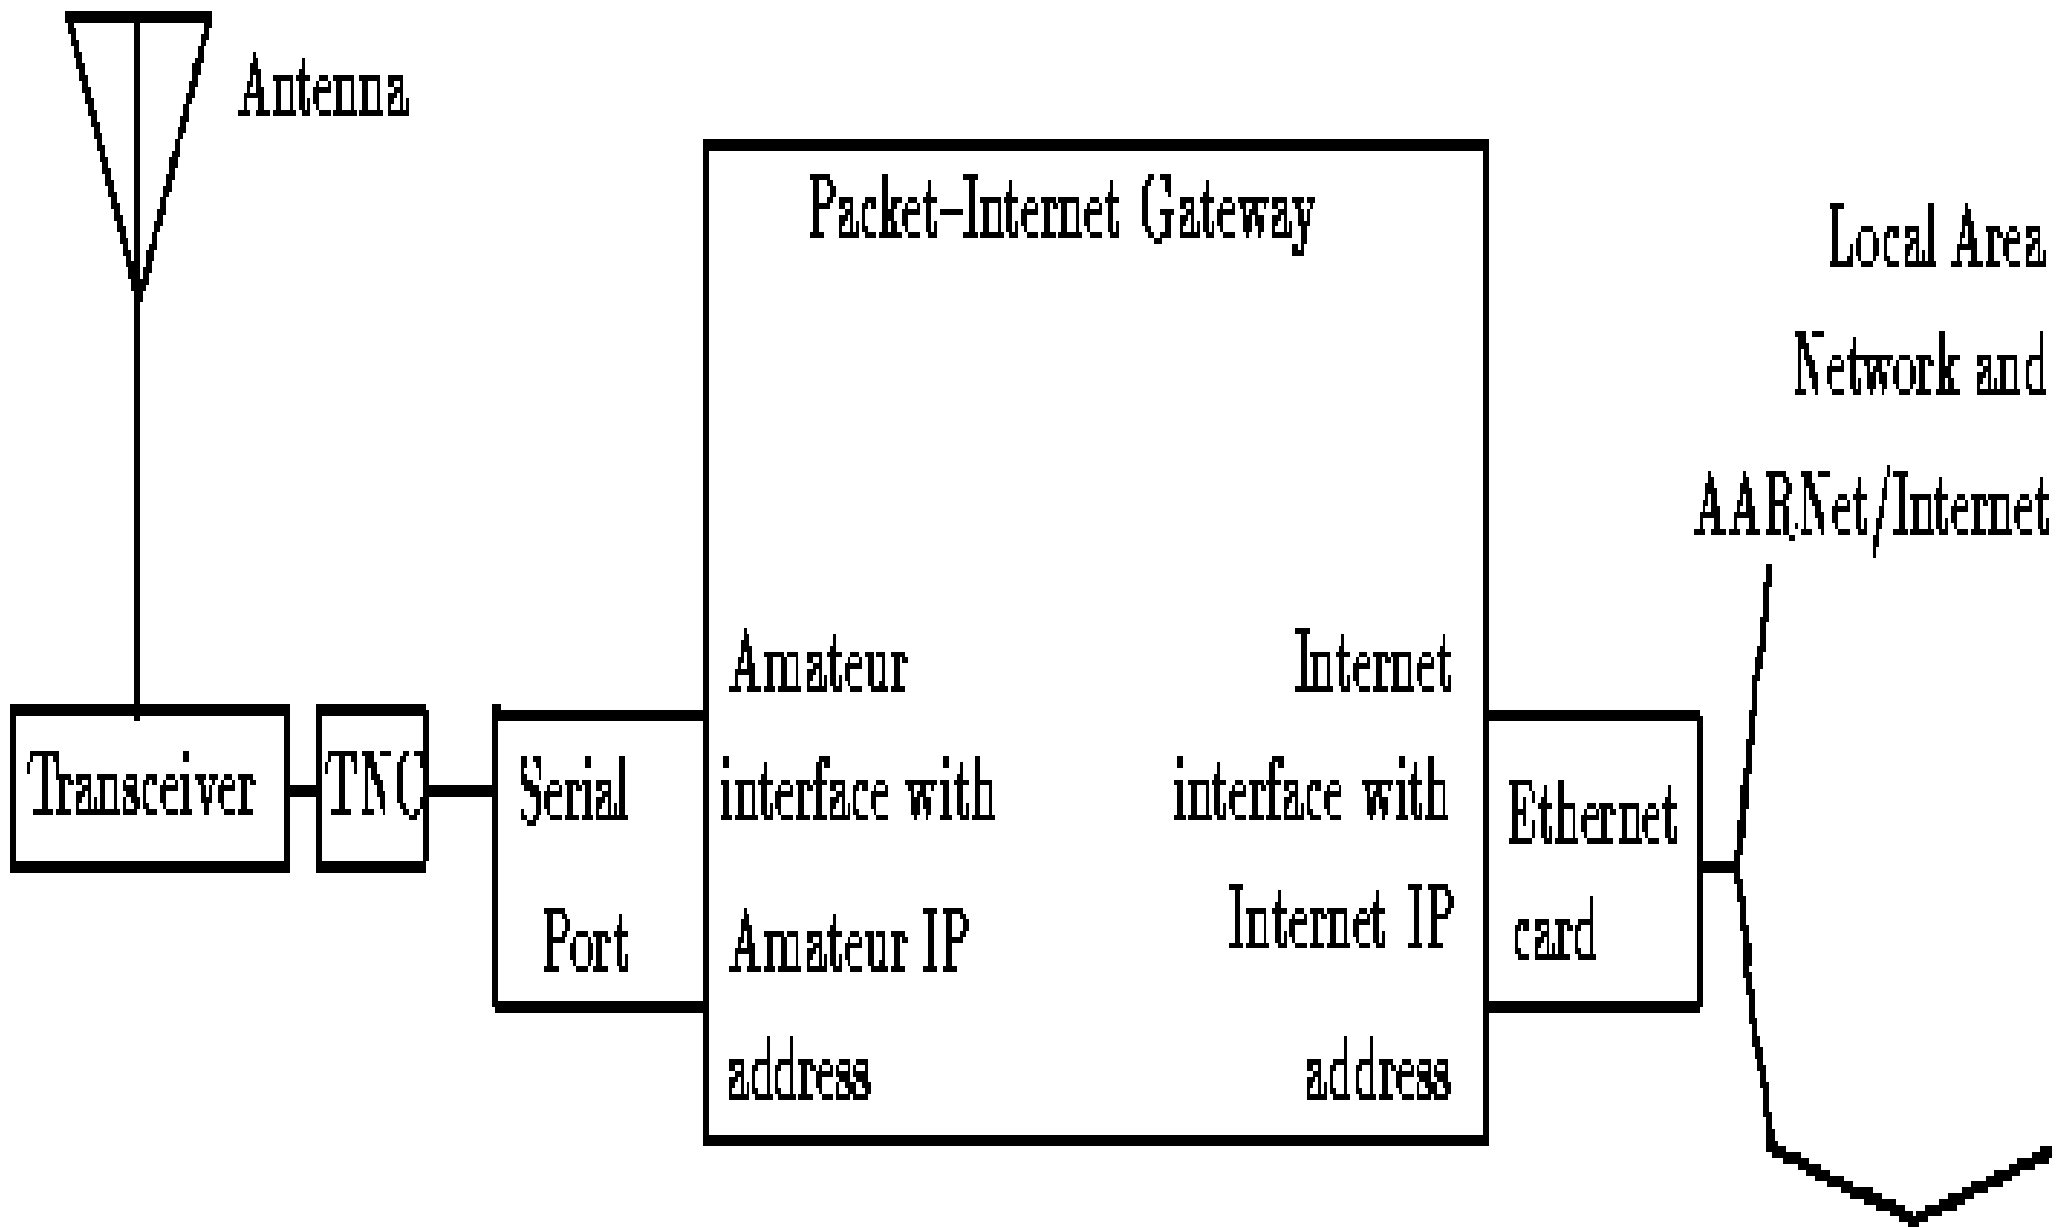 Antenna
Packet-Internet Gateway
Local Area
Network and
AARNet/Internet
Transceiver
TNC
Serial
Port
Amateur
interface with
Amateur IP
address
Internet
interface with
Internet IP
address
Ethernet
card